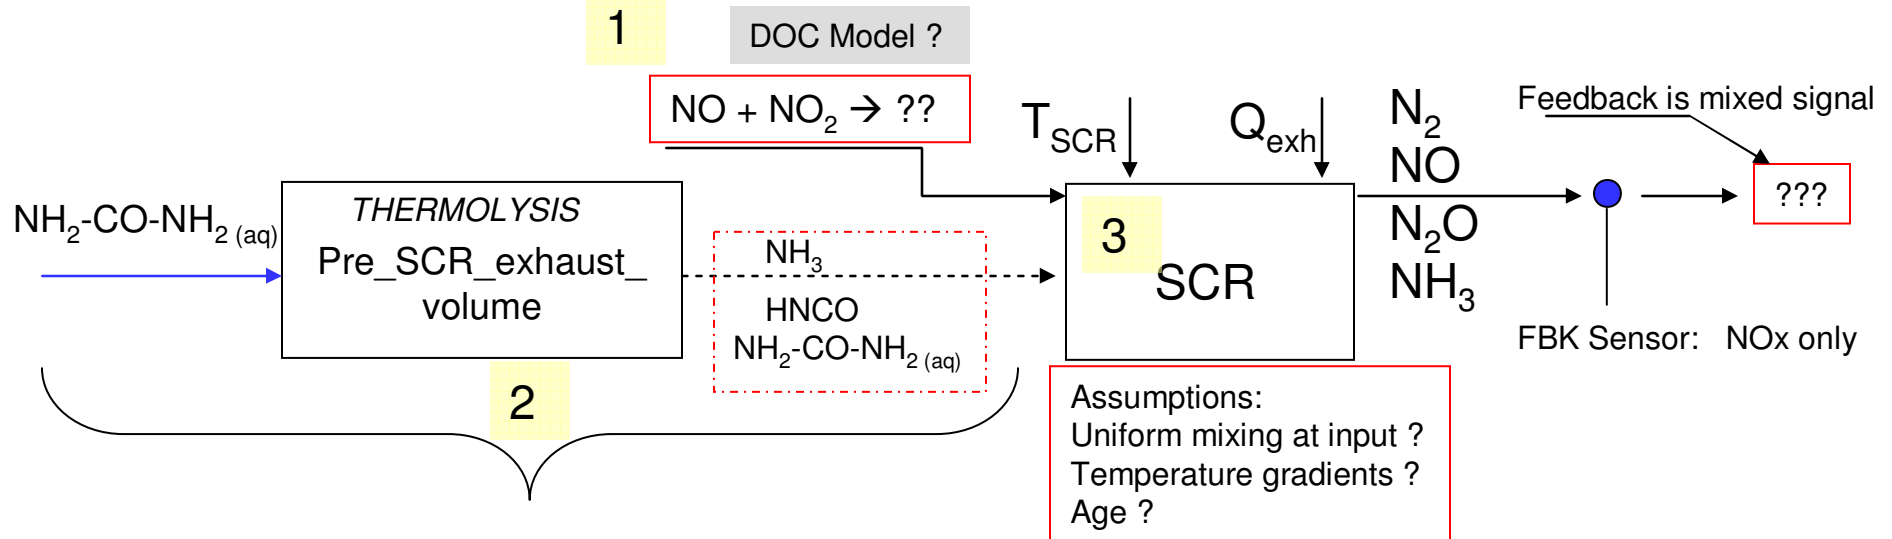 1
DOC Model ?
NO + NO₂ → ??
T_SCR
Q_exh
N₂
NO
N₂O
NH₃
Feedback is mixed signal
???
NH₂-CO-NH₂ (aq)
THERMOLYSIS
Pre_SCR_exhaust_
volume
NH₃
HNCO
NH₂-CO-NH₂ (aq)
3
SCR
FBK Sensor: NOx only
2
Assumptions:
Uniform mixing at input ?
Temperature gradients ?
Age ?